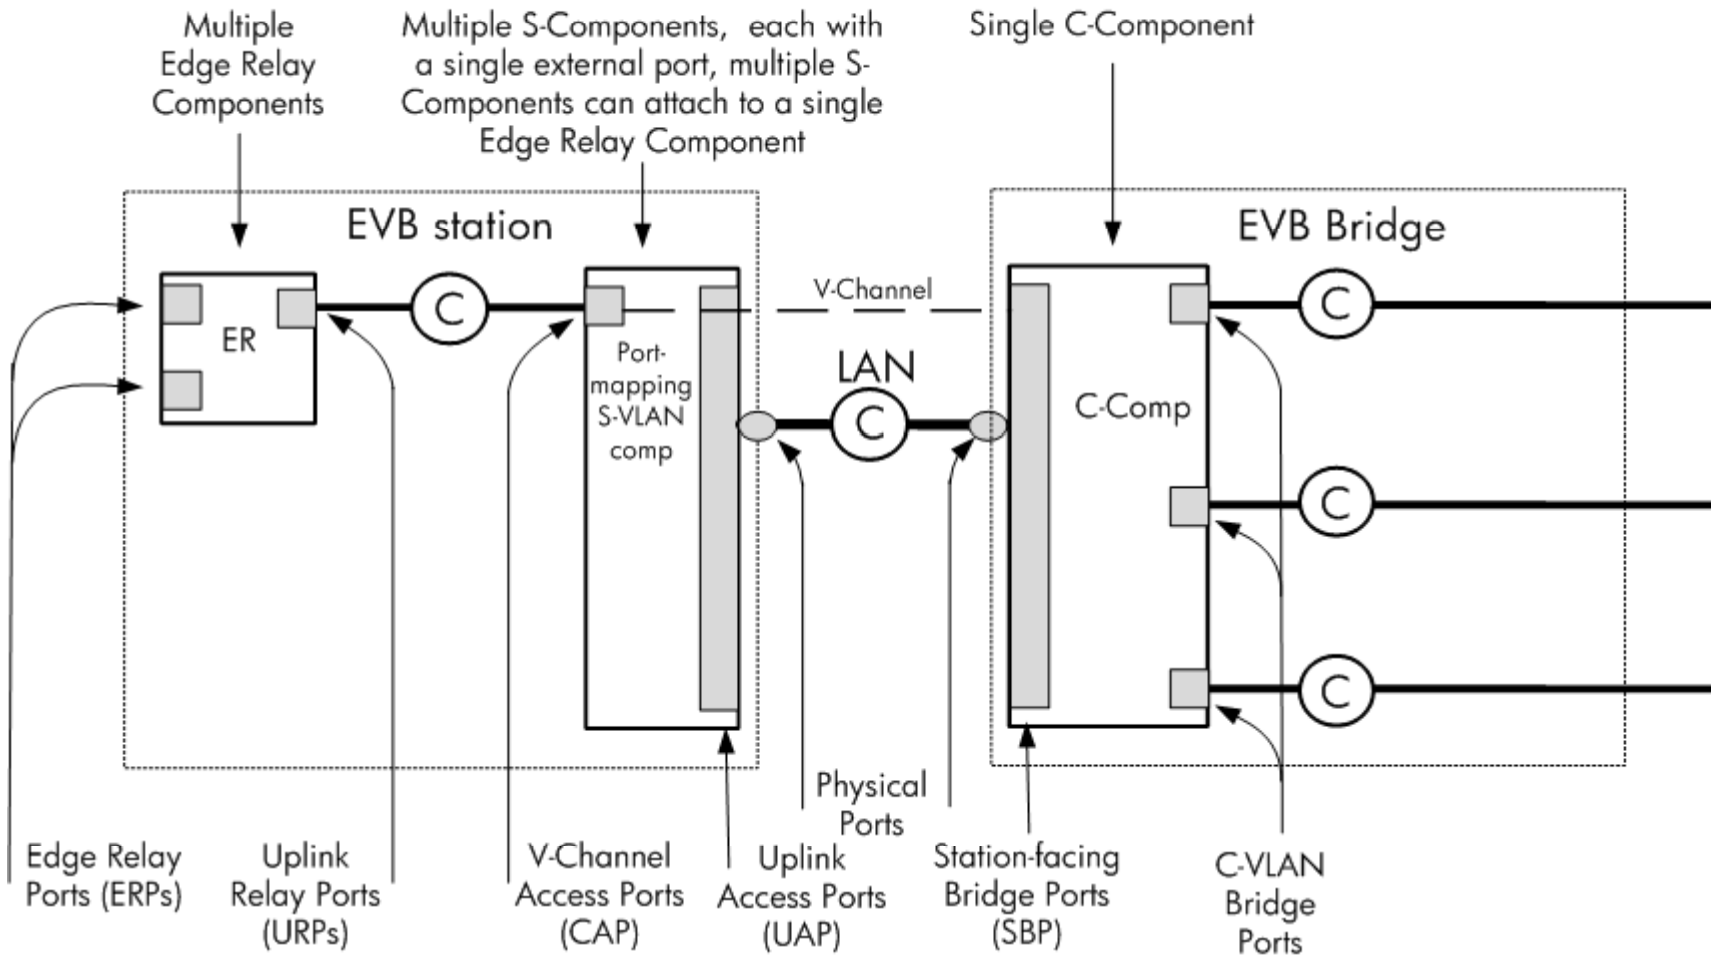 Multiple
Edge Relay
Components
Multiple S-Components, each with
a single external port, multiple S-
Components can attach to a single
Edge Relay Component
Single C-Component
EVB station
EVB Bridge
ER
C
Port-
mapping
S-VLAN
comp
V-Channel
LAN
C
C-Comp
C
C
C
Edge Relay
Ports (ERPs)
Uplink
Relay Ports
(URPs)
V-Channel
Access Ports
(CAP)
Uplink
Access Ports
(UAP)
Physical
Ports
Station-facing
Bridge Ports
(SBP)
C-VLAN
Bridge
Ports